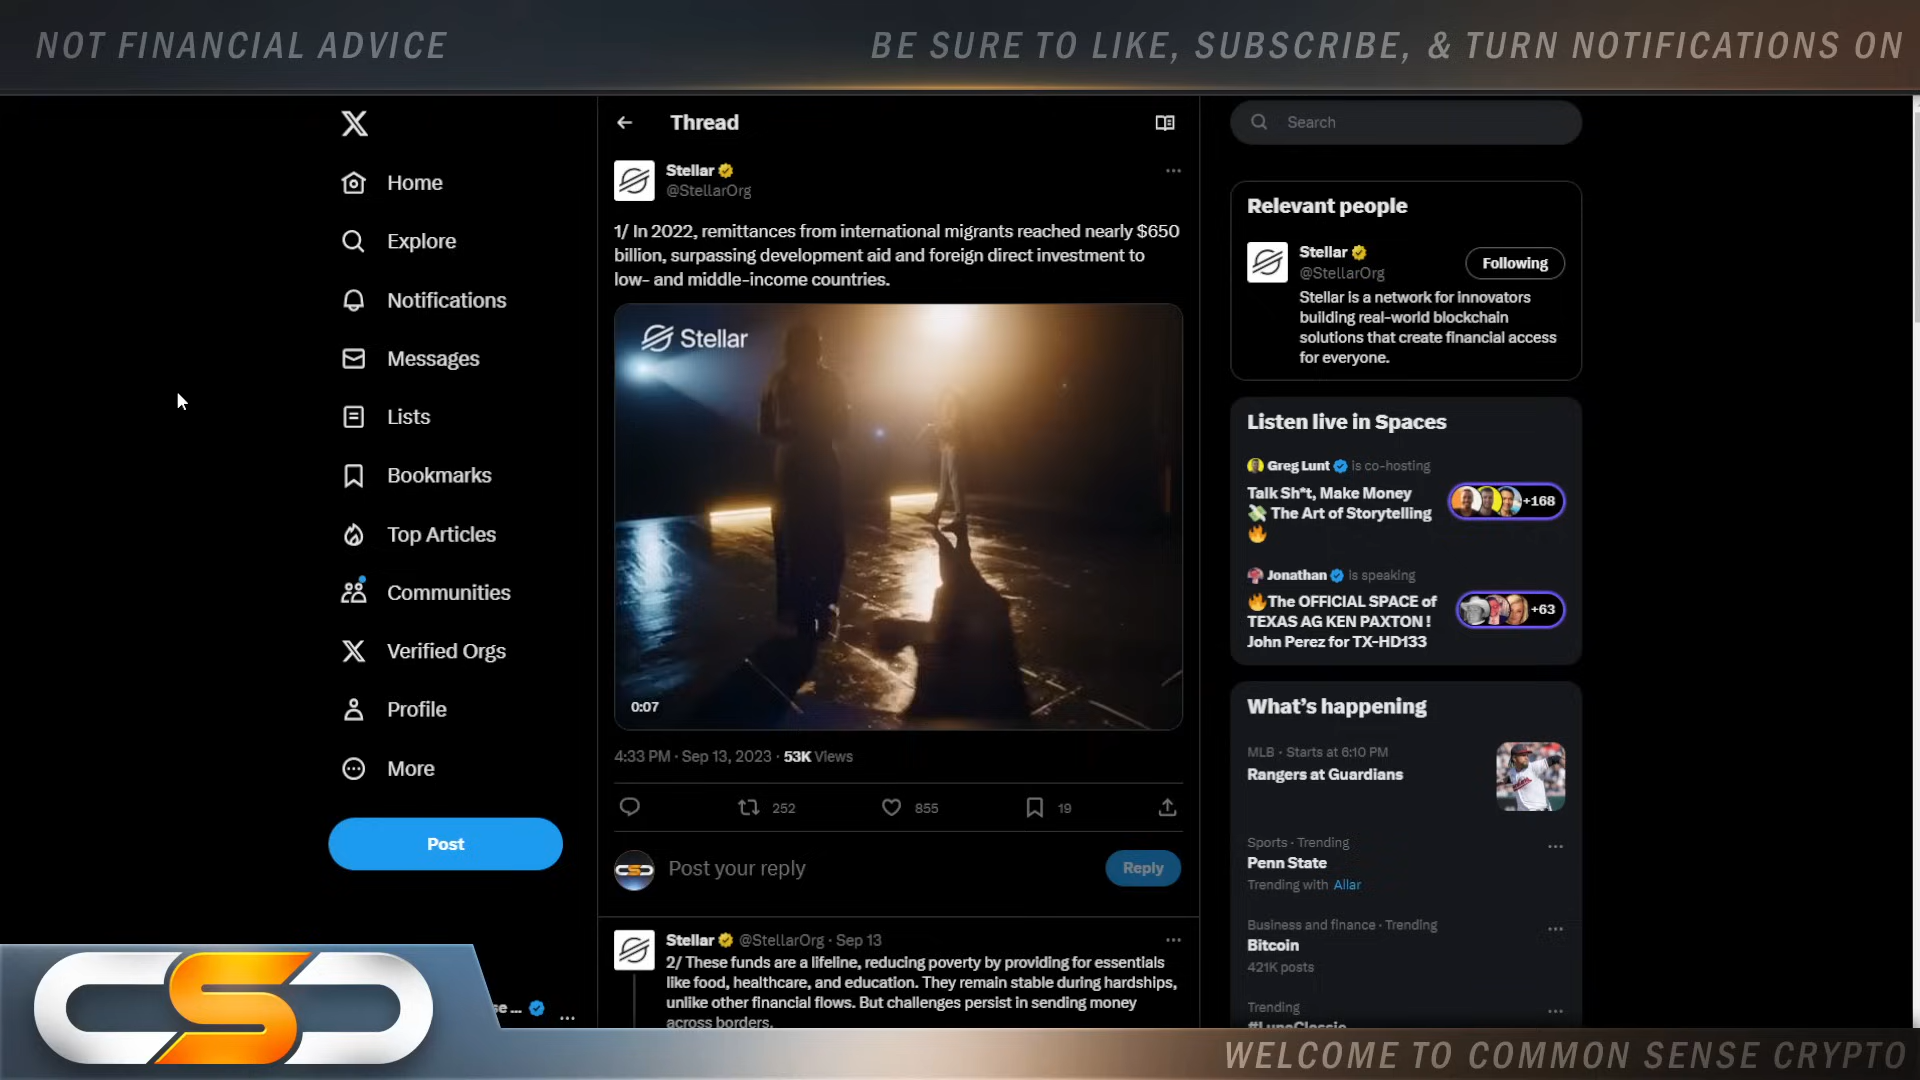 NOT FINANCIAL ADVICE
BE SURE TO LIKE, SUBSCRIBE, & TURN NOTIFICATIONS ON
Home
Explore
Notifications
Messages
Lists
Bookmarks
Top Articles
Communities
Verified Orgs
Profile
More
Post
se ...
Thread
Stellar
@StellarOrg
1/ In 2022, remittances from international migrants reached nearly $650
billion, surpassing development aid and foreign direct investment to
low- and middle-income countries.
Stellar
0:07
4:33 PM · Sep 13, 2023 · 53K Views
252
855
19
Post your reply
Reply
Stellar @StellarOrg · Sep 13
2/ These funds are a lifeline, reducing poverty by providing for essentials
like food, healthcare, and education. They remain stable during hardships,
unlike other financial flows. But challenges persist in sending money
across borders.
Search
Relevant people
Stellar
@StellarOrg
Following
Stellar is a network for innovators
building real-world blockchain
solutions that create financial access
for everyone.
Listen live in Spaces
Greg Lunt is co-hosting
Talk Sh*t, Make Money
💸 The Art of Storytelling
🔥
+168
Jonathan is speaking
🔥The OFFICIAL SPACE of
TEXAS AG KEN PAXTON !
John Perez for TX-HD133
+63
What's happening
MLB · Starts at 6:10 PM
Rangers at Guardians
Sports · Trending
Penn State
Trending with Allar
Business and finance · Trending
Bitcoin
421K posts
Trending
#LunaClassic
CSC
WELCOME TO COMMON SENSE CRYPTO